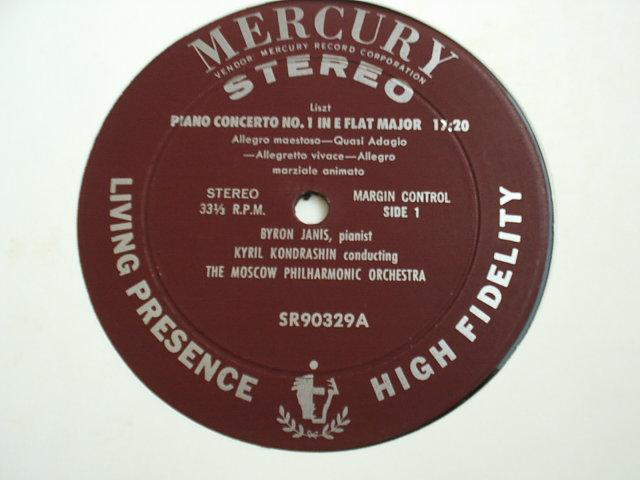 MERCURY
VENDOR MERCURY RECORD CORPORATION
STEREO
Liszt
PIANO CONCERTO NO. 1 IN E FLAT MAJOR 17;20
Allegro maestoso—Quasi Adagio
—Allegretto vivace—Allegro
marziale animato
STEREO
33⅓ R.P.M.
MARGIN CONTROL
SIDE 1
BYRON JANIS, pianist
KYRIL KONDRASHIN conducting
THE MOSCOW PHILHARMONIC ORCHESTRA
SR90329A
LIVING PRESENCE
HIGH FIDELITY